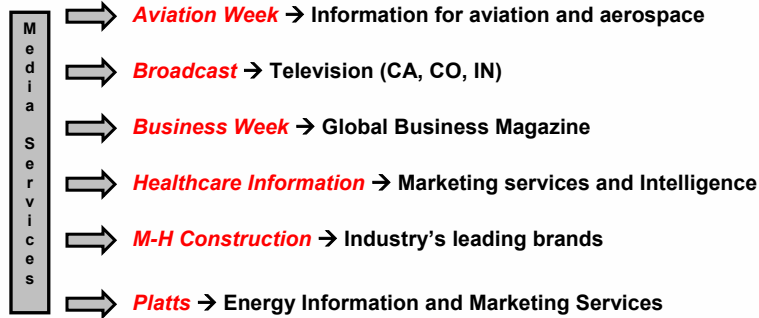 Media Services
Aviation Week → Information for aviation and aerospace
Broadcast → Television (CA, CO, IN)
Business Week → Global Business Magazine
Healthcare Information → Marketing services and Intelligence
M-H Construction → Industry's leading brands
Platts → Energy Information and Marketing Services